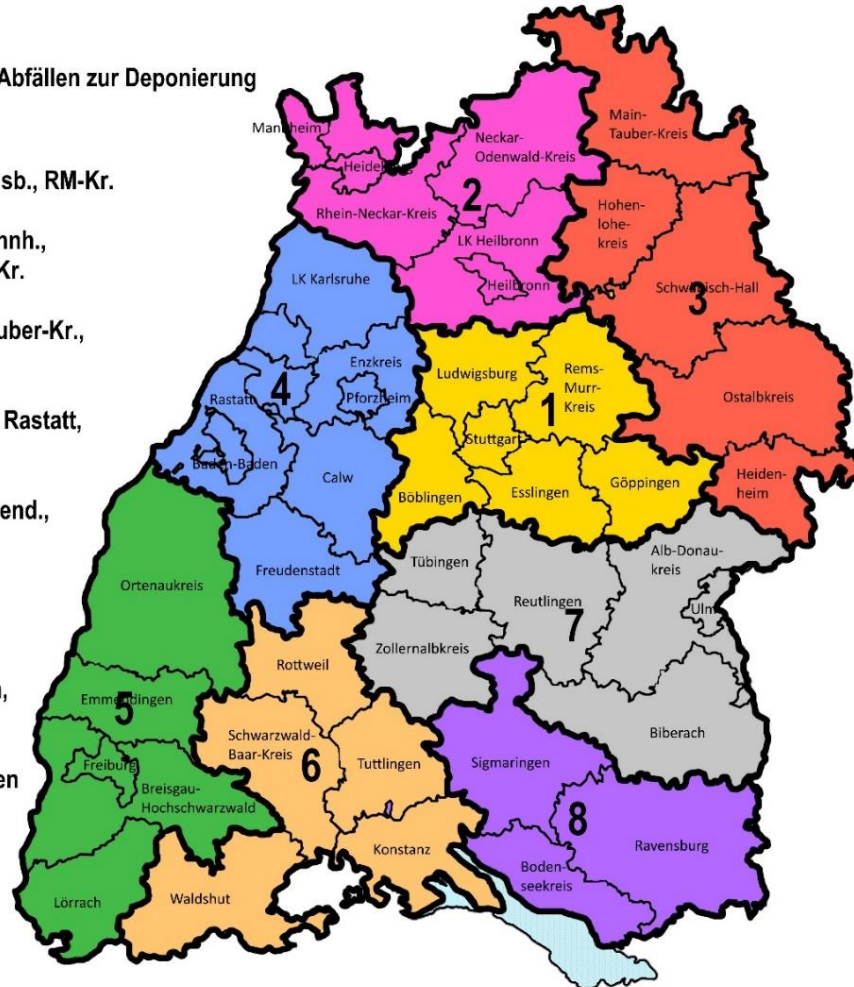 Abfällen zur Deponierung
sb., RM-Kr.
nnh.,
Kr.
uber-Kr.,
Rastatt,
end.,
en
Main-
Tauber-Kreis
Mannheim
Neckar-
Odenwald-Kreis
Rhein-Neckar-Kreis
2
Hohen-
lohe-
kreis
LK Heilbronn
Heilbronn
Schwäbisch-Hall
3
LK Karlsruhe
Enzkreis
Pforzheim
Rastatt
4
Baden-Baden
Calw
Freudenstadt
Ludwigsburg
Rems-
Murr-
Kreis
1
Stuttgart
Böblingen
Esslingen
Göppingen
Ostalbkreis
Heiden-
heim
Ortenaukreis
Emmendingen
5
Freiburg
Breisgau-
Hochschwarzwald
Lörrach
Tübingen
Reutlingen
7
Alb-Donau-
kreis
Ulm
Zollernalbkreis
Biberach
Rottweil
Schwarzwald-
Baar-Kreis
6
Tuttlingen
Konstanz
Waldshut
Sigmaringen
8
Ravensburg
Boden-
seekreis